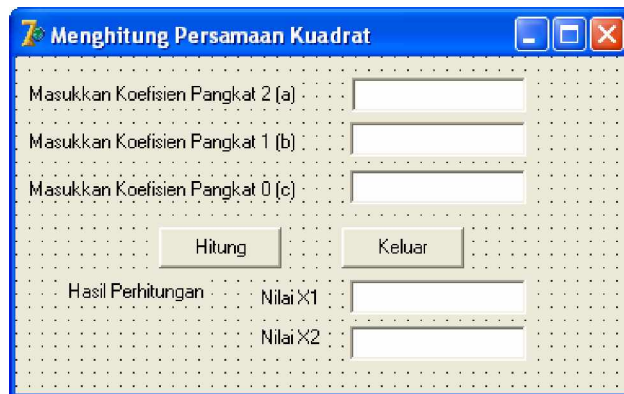 Menghitung Persamaan Kuadrat
Masukkan Koefisien Pangkat 2 (a)
Masukkan Koefisien Pangkat 1 (b)
Masukkan Koefisien Pangkat 0 (c)
Hitung Keluar
Hasil Perhitungan Nilai X1
Nilai X2